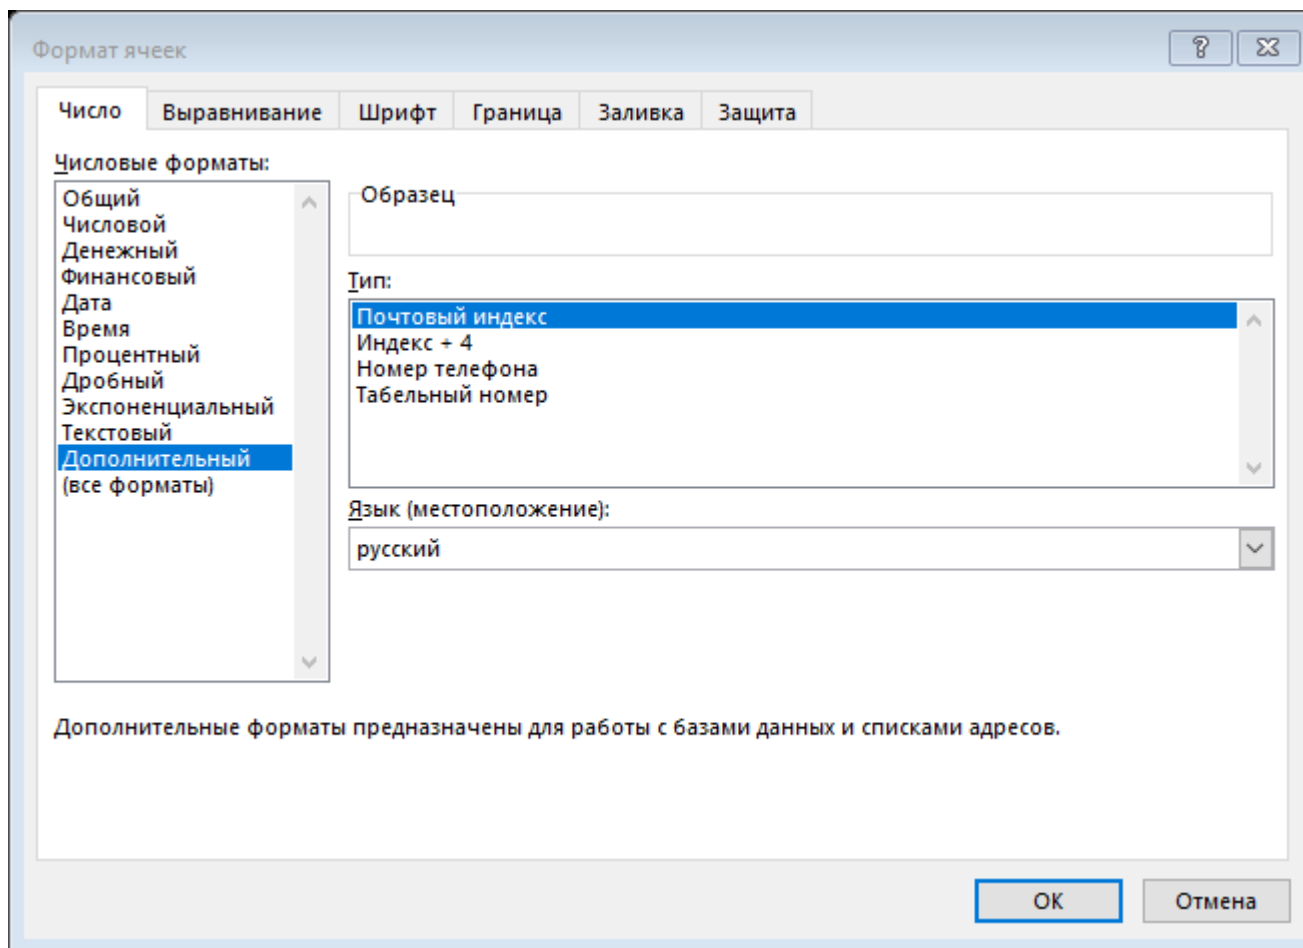 Формат ячеек
Число Выравнивание Шрифт Граница Заливка Защита
Числовые форматы:
Общий
Числовой
Денежный
Финансовый
Дата
Время
Процентный
Дробный
Экспоненциальный
Текстовый
Дополнительный
(все форматы)
Образец
Тип:
Почтовый индекс
Индекс + 4
Номер телефона
Табельный номер
Язык (местоположение):
русский
Дополнительные форматы предназначены для работы с базами данных и списками адресов.
ОК Отмена